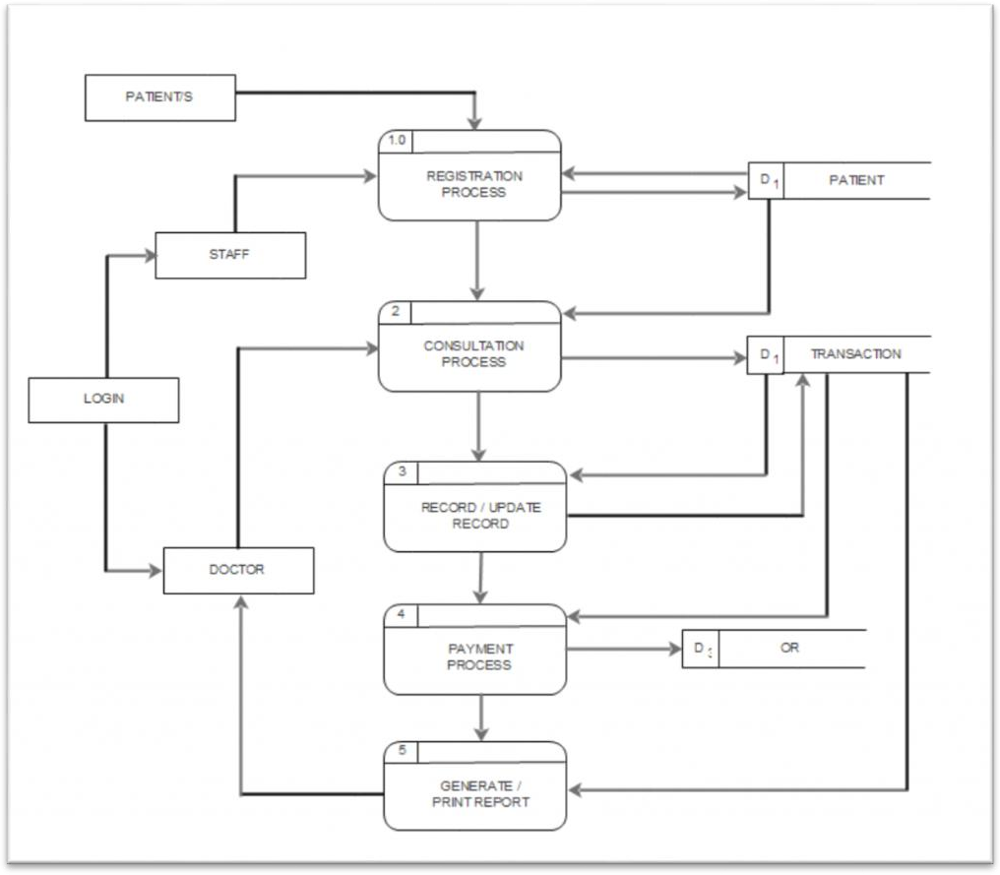 PATIENT/S
1.0
REGISTRATION
PROCESS
D 1
PATIENT
STAFF
2
CONSULTATION
PROCESS
D 1
TRANSACTION
LOGIN
3
RECORD / UPDATE
RECORD
DOCTOR
4
PAYMENT
PROCESS
D
OR
5
GENERATE /
PRINT REPORT